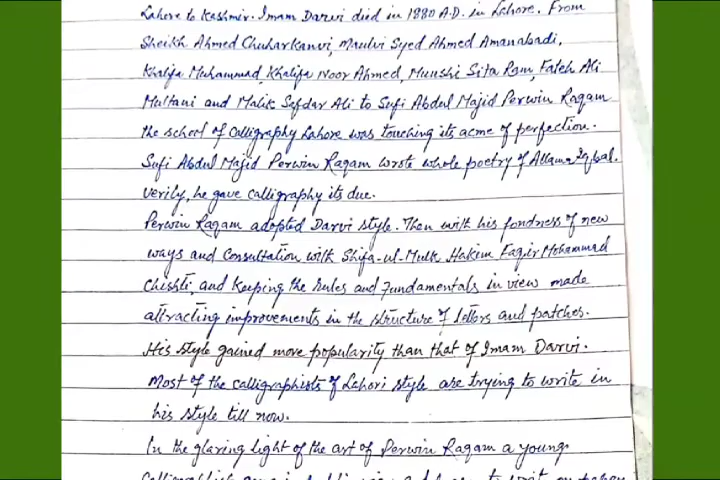 Lahore to Kashmir. Imam Darvi died in 1880 A.D. in Lahore. From
Sheikh Ahmed Chuharkanvi, Maulvi Syed Ahmed Amanabadi,
Khalifa Muhammad, Khalifa Noor Ahmed, Munshi Sita Ram, Fateh Ali
Multani and Malik Safdar Ali to Sufi Abdul Majid Perwin Raqam
the school of calligraphy Lahore was touching its acme of perfection.
Sufi Abdul Majid Perwin Raqam wrote whole poetry of Allama Iqbal.
Verily, he gave calligraphy its due.
Perwin Raqam adopted Darvi style. Then with his fondness of new
ways and consultation with Shifa-ul-Mulk Hakim Faqir Mohammad
chishti, and keeping the rules and fundamentals in view made
attracting improvements in the structure of letters and patches.
His style gained more popularity than that of Imam Darvi.
Most of the calligraphists of Lahori style are trying to write in
his style till now.
In the glaring light of the art of Perwin Raqam a young